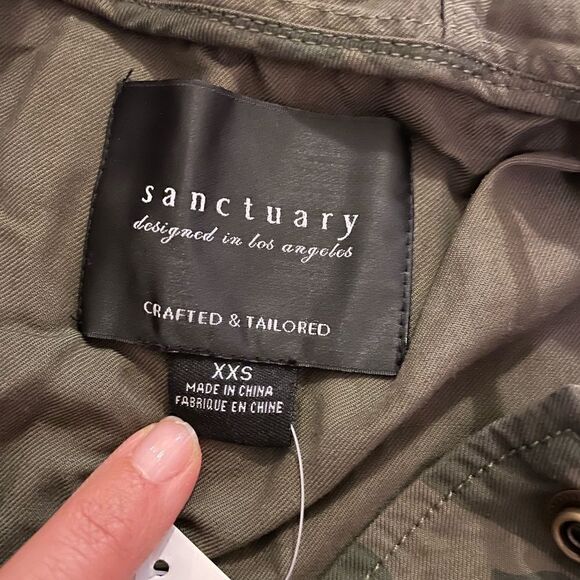 sanctuary
designed in los angeles
CRAFTED & TAILORED
XXS
MADE IN CHINA
FABRIQUE EN CHINE